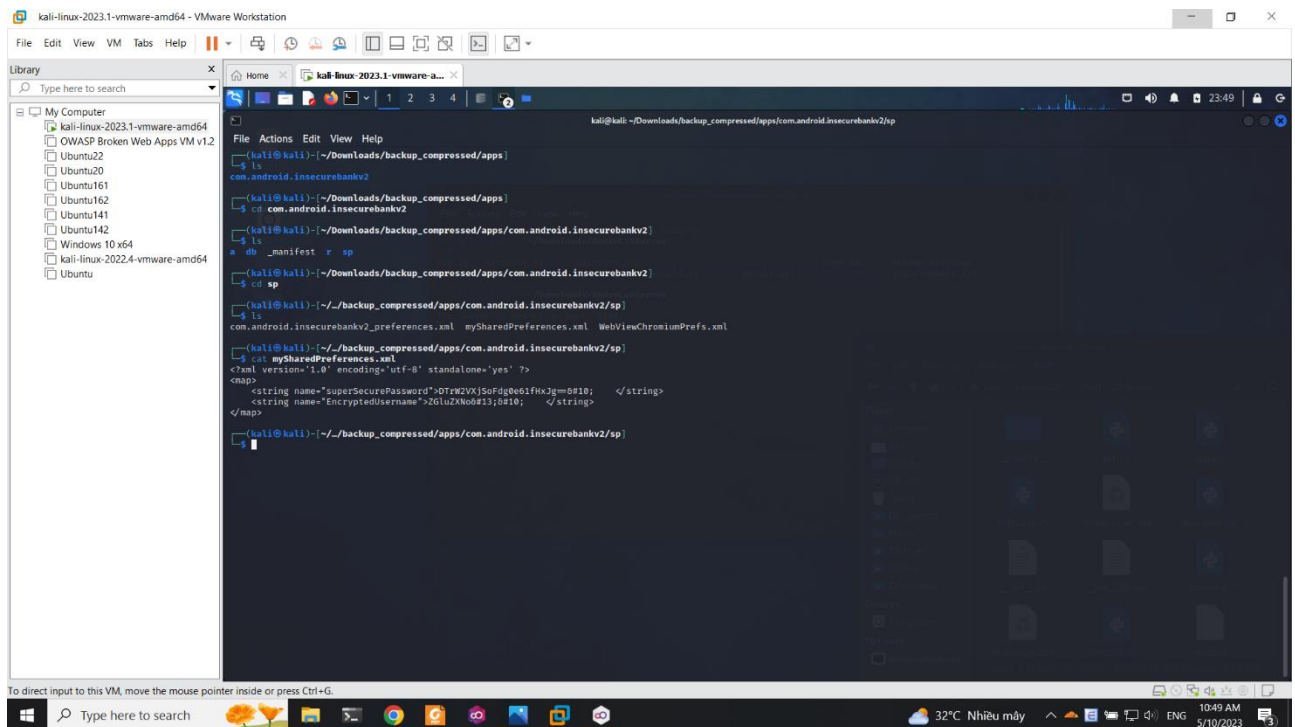 kali-linux-2023.1-vmware-amd64 - VMware Workstation
File Edit View VM Tabs Help
Library x
Type here to search
My Computer
kali-linux-2023.1-vmware-amd64
OWASP Broken Web Apps VM v1.2
Ubuntu22
Ubuntu20
Ubuntu161
Ubuntu162
Ubuntu141
Ubuntu142
Windows 10 x64
kali-linux-2022.4-vmware-amd64
Ubuntu
Home kali-linux-2023.1-vmware-a...
1 2 3 4 23:49
kali@kali: ~/Downloads/backup_compressed/apps/com.android.insecurebankv2/sp
File Actions Edit View Help
(kali㉿kali)-[~/Downloads/backup_compressed/apps]
$ ls
com.android.insecurebankv2
(kali㉿kali)-[~/Downloads/backup_compressed/apps]
$ cd com.android.insecurebankv2
(kali㉿kali)-[~/Downloads/backup_compressed/apps/com.android.insecurebankv2]
$ ls
a db _manifest r sp
(kali㉿kali)-[~/Downloads/backup_compressed/apps/com.android.insecurebankv2]
$ cd sp
(kali㉿kali)-[~/…/backup_compressed/apps/com.android.insecurebankv2/sp]
$ ls
com.android.insecurebankv2_preferences.xml mySharedPreferences.xml WebViewChromiumPrefs.xml
(kali㉿kali)-[~/…/backup_compressed/apps/com.android.insecurebankv2/sp]
$ cat mySharedPreferences.xml
<?xml version='1.0' encoding='utf-8' standalone='yes' ?>
<map>
<string name="superSecurePassword">DTrW2VXjSoFdg0e61fHxJg==&#10; </string>
<string name="EncryptedUsername">ZGluZXNo&#13;&#10; </string>
</map>
(kali㉿kali)-[~/…/backup_compressed/apps/com.android.insecurebankv2/sp]
$
To direct input to this VM, move the mouse pointer inside or press Ctrl+G.
Type here to search
32°C Nhiều mây ENG
10:49 AM
5/10/2023
3